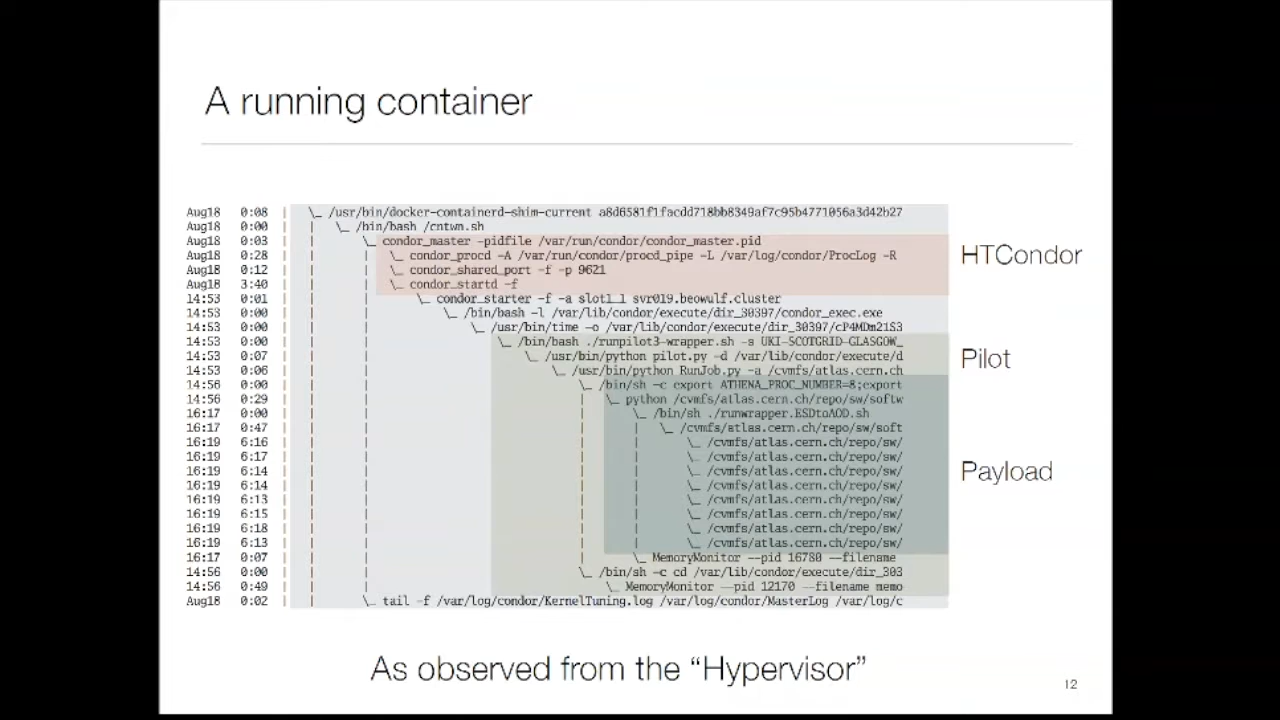 A running container
Aug18 0:08 | \_ /usr/bin/docker-containerd-shim-current a8d6581f1facdd718bb8349af7c95b4771056a3d42b27
Aug18 0:00 | | \_ /bin/bash /cntwn.sh
Aug18 0:03 | | \_ condor_master -pidfile /var/run/condor/condor_master.pid
Aug18 0:28 | | | \_ condor_procd -A /var/run/condor/procd_pipe -L /var/log/condor/ProcLog -R
HTCondor
Aug18 0:12 | | | \_ condor_shared_port -f -p 9621
Aug18 3:40 | | | \_ condor_startd -f
14:53 0:01 | | | \_ condor_starter -f -a slot1_1 svr019.beowulf.cluster
14:53 0:00 | | | \_ /bin/bash -l /var/lib/condor/execute/dir_30397/condor_exec.exe
14:53 0:00 | | | \_ /usr/bin/time -o /var/lib/condor/execute/dir_30397/cP4MDm21S3
14:53 0:00 | | | \_ /bin/bash ./runpilot3-wrapper.sh -s UKI-SCOTGRID-GLASGOW_
14:53 0:07 | | | \_ /usr/bin/python pilot.py -d /var/lib/condor/execute/d
Pilot
14:53 0:06 | | | \_ /usr/bin/python RunJob.py -a /cvmfs/atlas.cern.ch
14:56 0:00 | | | \_ /bin/sh -c export ATHENA_PROC_NUMBER=8;export
14:56 0:29 | | | | \_ python /cvmfs/atlas.cern.ch/repo/sw/softw
16:17 0:00 | | | | \_ /bin/sh ./runwrapper.ESDtoAOD.sh
16:17 0:47 | | | | | \_ /cvmfs/atlas.cern.ch/repo/sw/soft
16:19 6:16 | | | | | \_ /cvmfs/atlas.cern.ch/repo/sw/
16:19 6:17 | | | | | \_ /cvmfs/atlas.cern.ch/repo/sw/
16:19 6:14 | | | | | \_ /cvmfs/atlas.cern.ch/repo/sw/
Payload
16:19 6:14 | | | | | \_ /cvmfs/atlas.cern.ch/repo/sw/
16:19 6:13 | | | | | \_ /cvmfs/atlas.cern.ch/repo/sw/
16:19 6:15 | | | | | \_ /cvmfs/atlas.cern.ch/repo/sw/
16:19 6:18 | | | | | \_ /cvmfs/atlas.cern.ch/repo/sw/
16:19 6:13 | | | | | \_ /cvmfs/atlas.cern.ch/repo/sw/
16:17 0:07 | | | | \_ MemoryMonitor --pid 16780 --filename
14:56 0:00 | | | \_ /bin/sh -c cd /var/lib/condor/execute/dir_303
14:56 0:49 | | | \_ MemoryMonitor --pid 12170 --filename memo
Aug18 0:02 | | \_ tail -f /var/log/condor/KernelTuning.log /var/log/condor/MasterLog /var/log/c
As observed from the “Hypervisor”
12